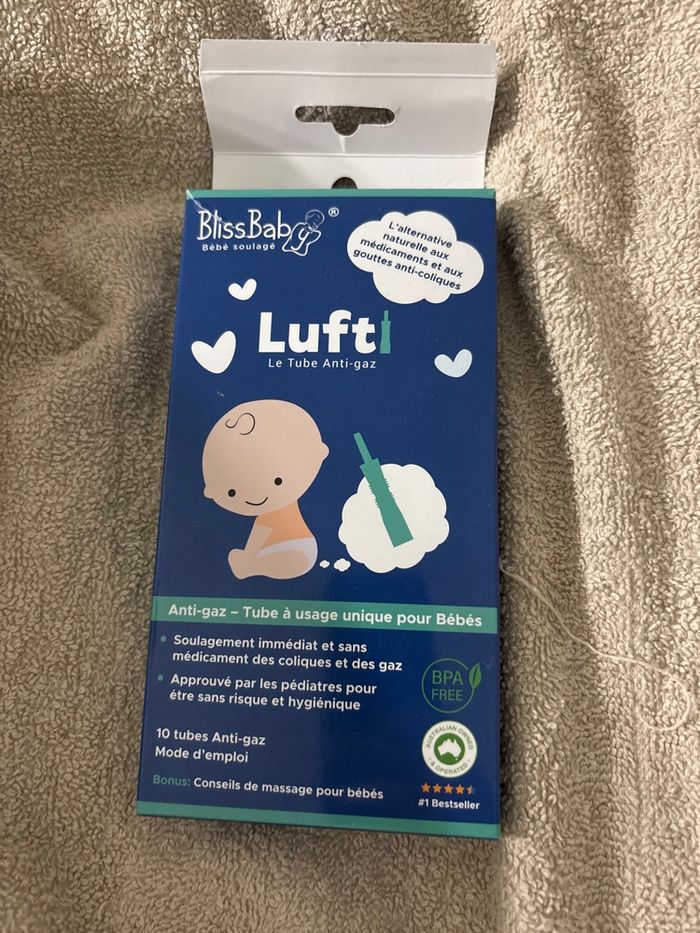 BlissBaby®
Bébé soulagé
L'alternative
naturelle aux
médicaments et aux
gouttes anti-coliques
Lufti
Le Tube Anti-gaz
Anti-gaz – Tube à usage unique pour Bébés
• Soulagement immédiat et sans
médicament des coliques et des gaz
• Approuvé par les pédiatres pour
étre sans risque et hygiénique
BPA
FREE
10 tubes Anti-gaz
Mode d'emploi
AUSTRALIAN OWNED
& OPERATED
Bonus: Conseils de massage pour bébés
#1 Bestseller